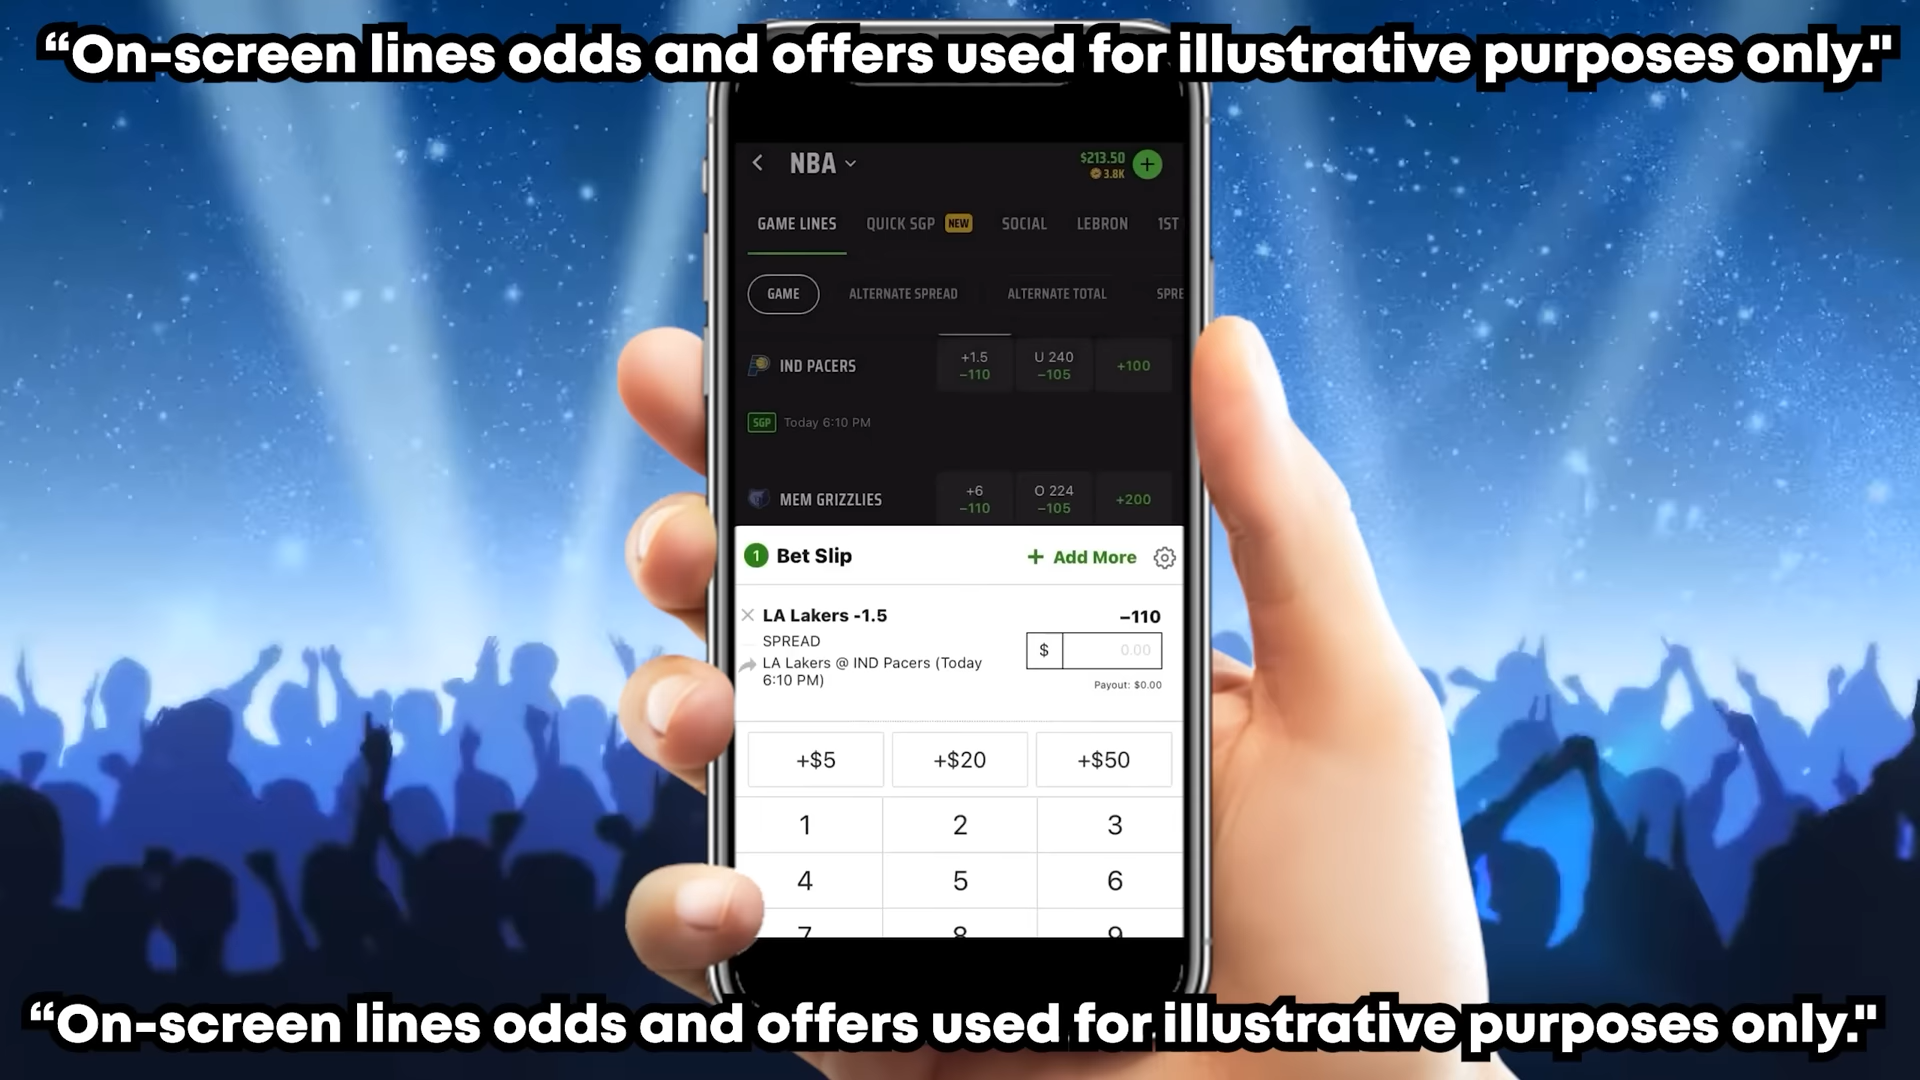 “On-screen lines odds and offers used for illustrative purposes only."
NBA
$213.50
3.8K
GAME LINES QUICK SGP NEW SOCIAL LEBRON 1ST
GAME ALTERNATE SPREAD ALTERNATE TOTAL SPRE
+1.5 U 240
IND PACERS +100
−110 −105
SGP Today 6:10 PM
+6 O 224
MEM GRIZZLIES +200
−110 −105
1 Bet Slip + Add More
LA Lakers -1.5 −110
SPREAD
$ 0.00
LA Lakers @ IND Pacers (Today
6:10 PM)
Payout: $0.00
+$5 +$20 +$50
1 2 3
4 5 6
7 8 9
“On-screen lines odds and offers used for illustrative purposes only."